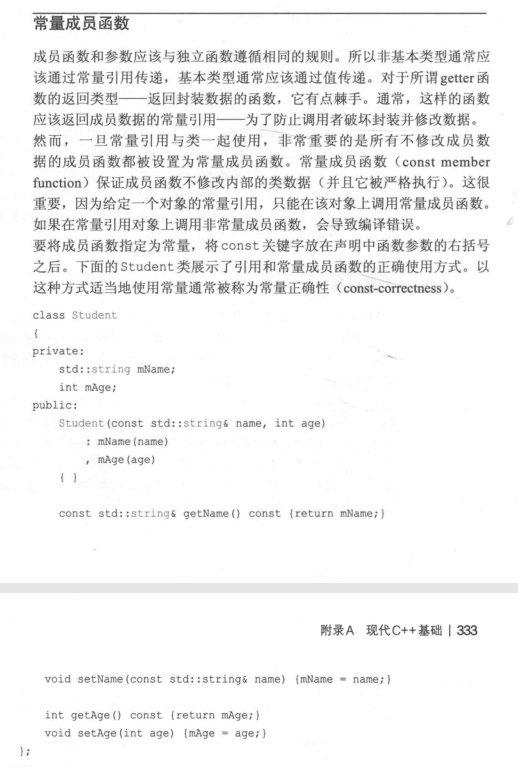 常量成员函数
成员函数和参数应该与独立函数遵循相同的规则。所以非基本类型通常应
该通过常量引用传递，基本类型通常应该通过值传递。对于所谓getter函
数的返回类型——返回封装数据的函数，它有点棘手。通常，这样的函数
应该返回成员数据的常量引用——为了防止调用者破坏封装并修改数据。
然而，一旦常量引用与类一起使用，非常重要的是所有不修改成员数
据的成员函数都被设置为常量成员函数。常量成员函数（const member
function）保证成员函数不修改内部的类数据（并且它被严格执行）。这很
重要，因为给定一个对象的常量引用，只能在该对象上调用常量成员函数。
如果在常量引用对象上调用非常量成员函数，会导致编译错误。
要将成员函数指定为常量，将const关键字放在声明中函数参数的右括号
之后。下面的Student类展示了引用和常量成员函数的正确使用方式。以
这种方式适当地使用常量通常被称为常量正确性（const-correctness）。
class Student
{
private:
    std::string mName;
    int mAge;
public:
    Student(const std::string& name, int age)
        : mName(name)
        , mAge(age)
    { }
    const std::string& getName() const {return mName;}
附录A 现代C++基础 | 333
    void setName(const std::string& name) {mName = name;}
    int getAge() const {return mAge;}
    void setAge(int age) {mAge = age;}
};